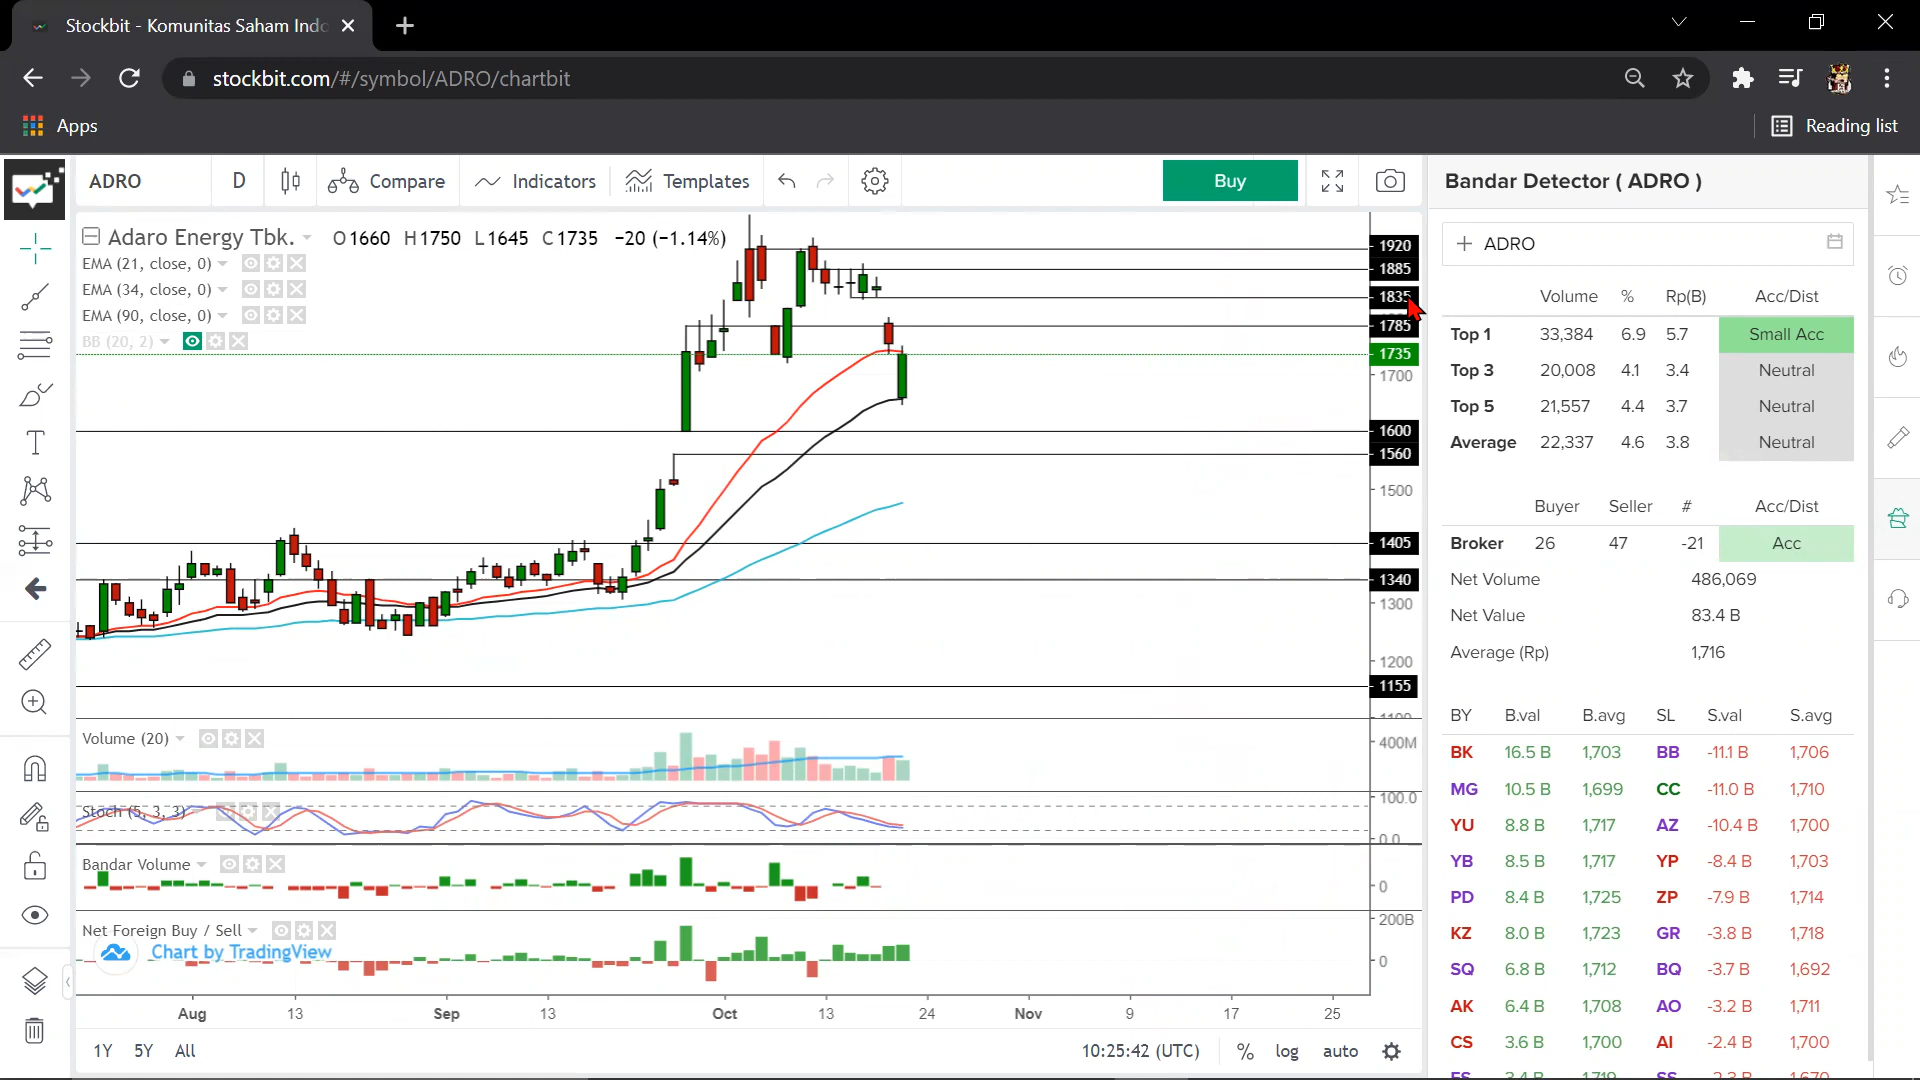 Stockbit - Komunitas Saham Indo
stockbit.com/#/symbol/ADRO/chartbit
Apps
Reading list
ADRO D Compare Indicators Templates Buy
Adaro Energy Tbk. O1660 H1750 L1645 C1735 -20 (-1.14%)
EMA (21, close, 0)
EMA (34, close, 0)
EMA (90, close, 0)
BB (20, 2)
1920
1885
1835
1785
1735
1700
1600
1560
1500
1405
1340
1300
1200
1155
Volume (20)
400M
Stoch (5, 3, 3)
100.0
0.0
Bandar Volume
0
Net Foreign Buy / Sell
200B
Chart by TradingView
0
Aug 13 Sep 13 Oct 13 24 Nov 9 17 25
1Y 5Y All
10:25:42 (UTC) % log auto
Bandar Detector ( ADRO )
ADRO
Volume % Rp(B) Acc/Dist
Top 1 33,384 6.9 5.7 Small Acc
Top 3 20,008 4.1 3.4 Neutral
Top 5 21,557 4.4 3.7 Neutral
Average 22,337 4.6 3.8 Neutral
Buyer Seller # Acc/Dist
Broker 26 47 -21 Acc
Net Volume 486,069
Net Value 83.4 B
Average (Rp) 1,716
BY B.val B.avg SL S.val S.avg
BK 16.5 B 1,703 BB -11.1 B 1,706
MG 10.5 B 1,699 CC -11.0 B 1,710
YU 8.8 B 1,717 AZ -10.4 B 1,700
YB 8.5 B 1,717 YP -8.4 B 1,703
PD 8.4 B 1,725 ZP -7.9 B 1,714
KZ 8.0 B 1,723 GR -3.8 B 1,718
SQ 6.8 B 1,712 BQ -3.7 B 1,692
AK 6.4 B 1,708 AO -3.2 B 1,711
CS 3.6 B 1,700 AI -2.4 B 1,700